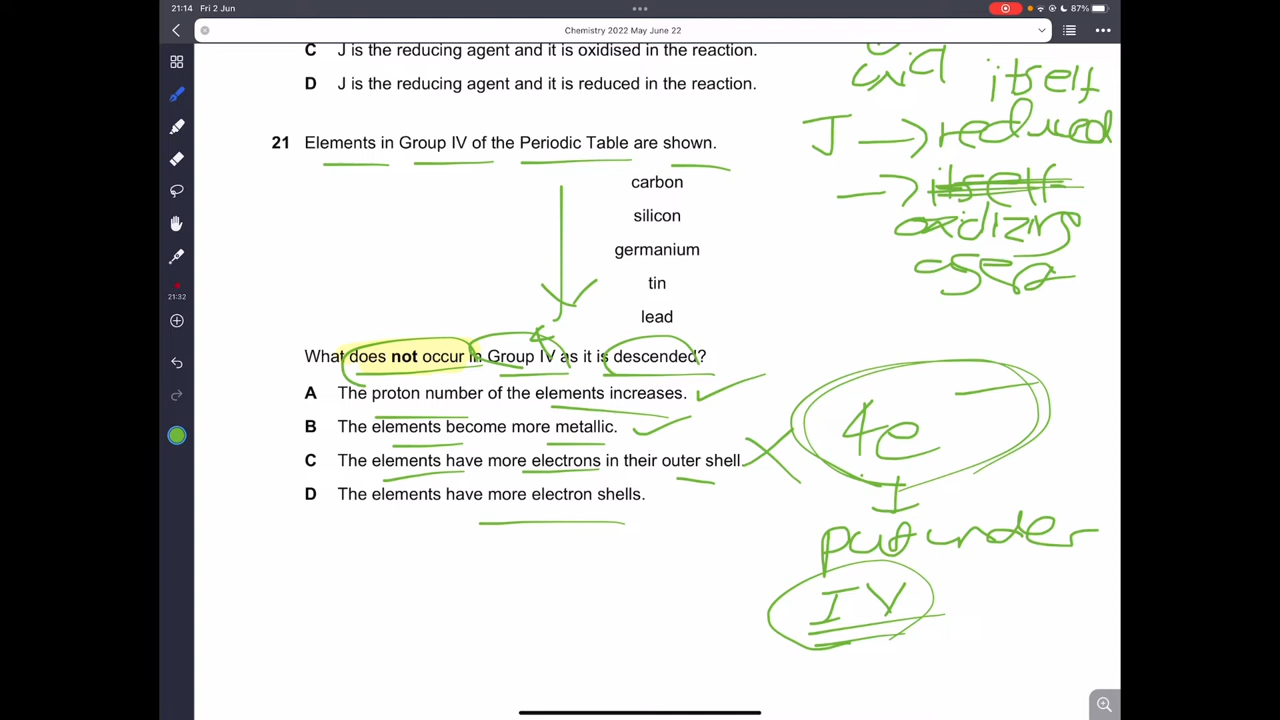 21:14 Fri 2 Jun
87%
Chemistry 2022 May June 22
C J is the reducing agent and it is oxidised in the reaction.
D J is the reducing agent and it is reduced in the reaction.
itself
J → reduced
→ itself
oxidizing
21 Elements in Group IV of the Periodic Table are shown.
carbon
silicon
germanium
tin
lead
What does not occur in Group IV as it is descended?
A The proton number of the elements increases.
B The elements become more metallic.
C The elements have more electrons in their outer shell.
D The elements have more electron shells.
4e
put under
IV
21:32